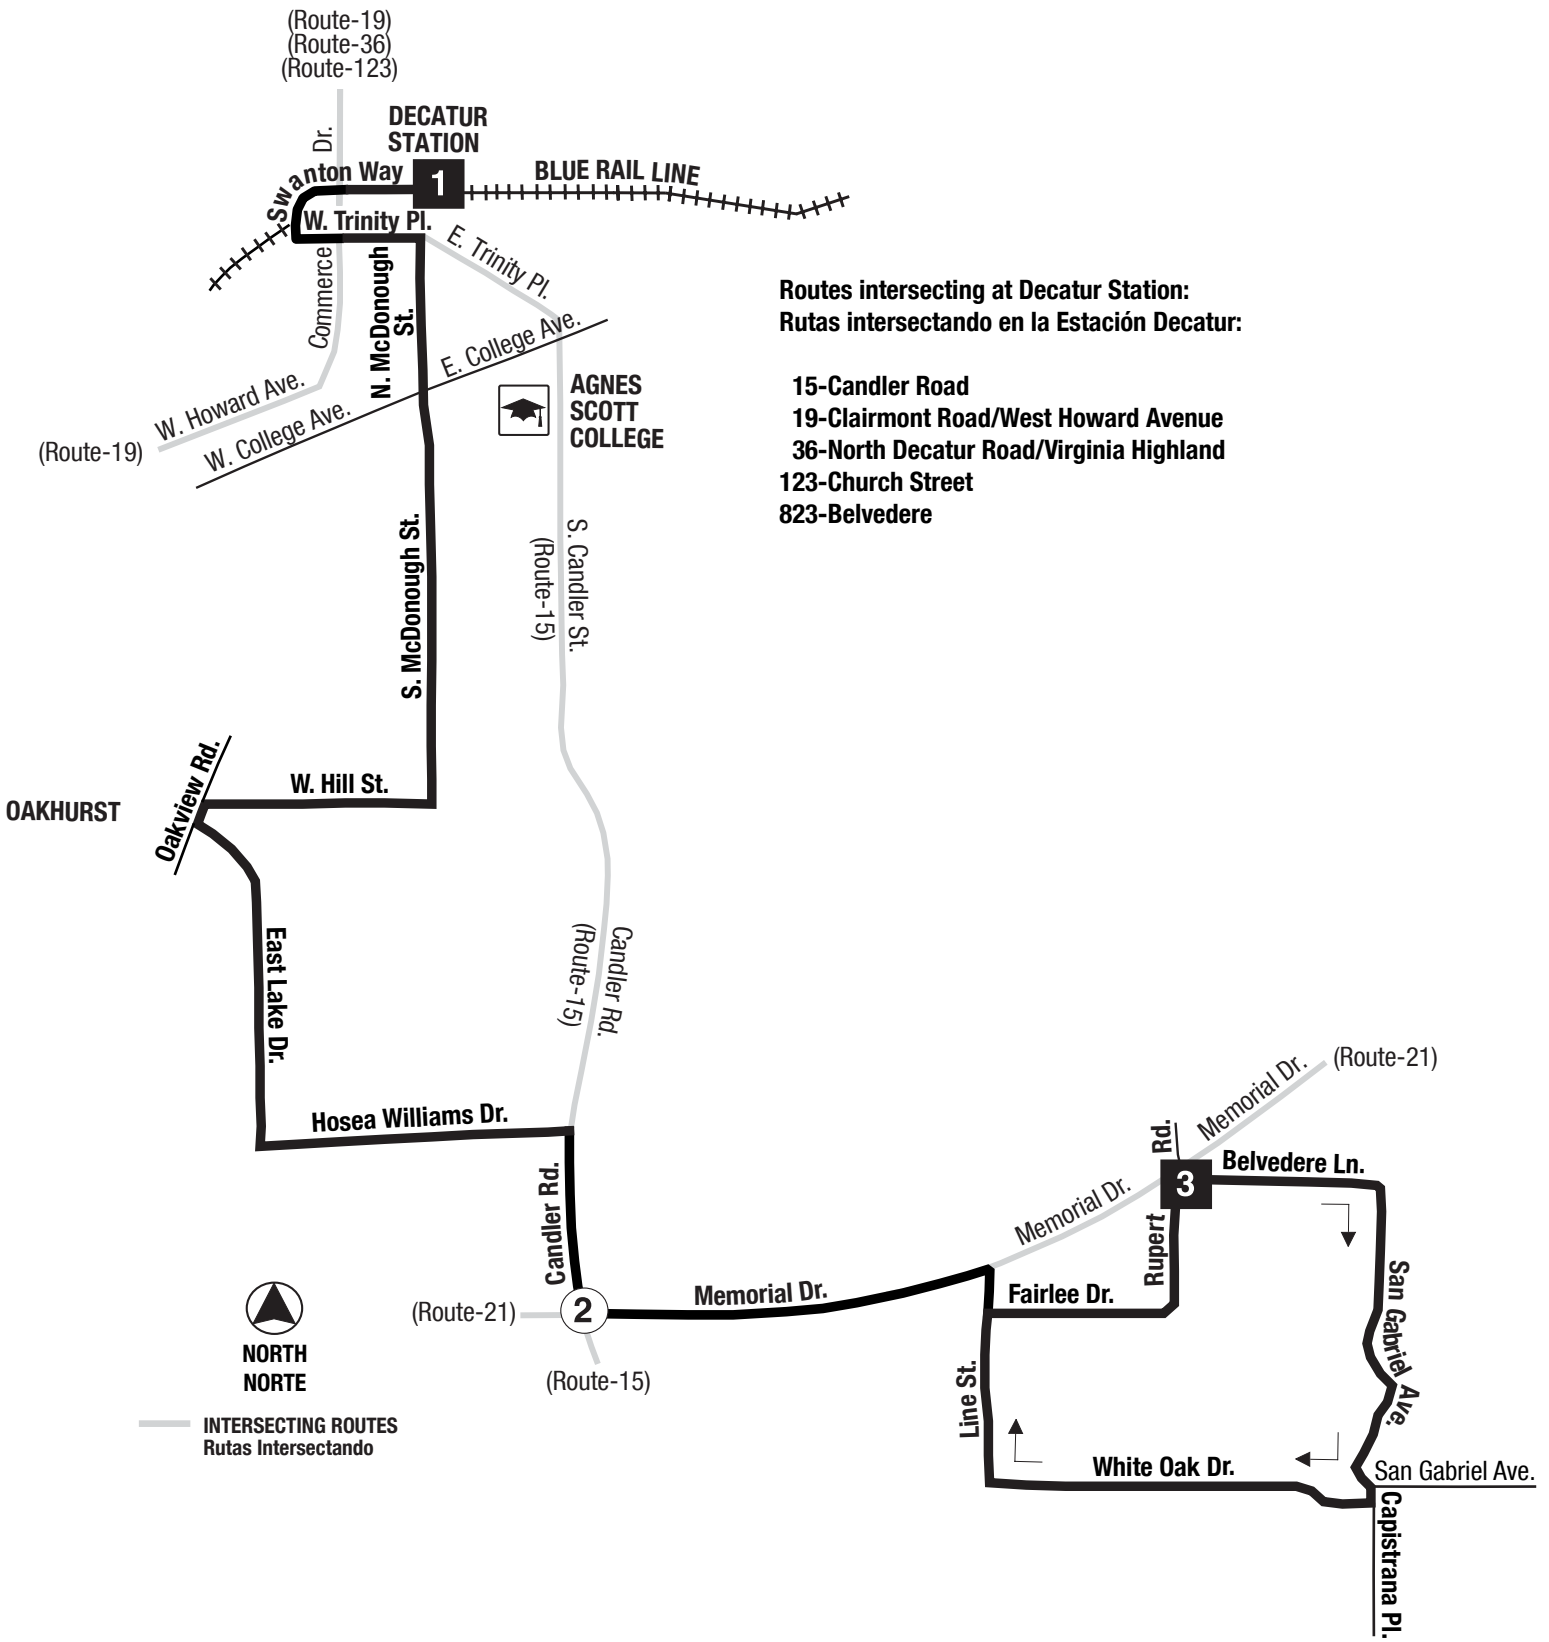 (Route-19)
(Route-36)
(Route-123)
Dr.
DECATUR
STATION
Swanton Way
1
BLUE RAIL LINE
W. Trinity Pl.
E. Trinity Pl.
Commerce
N. McDonough
St.
E. College Ave.
W. Howard Ave.
(Route-19)
W. College Ave.
AGNES
SCOTT
COLLEGE
Routes intersecting at Decatur Station:
Rutas intersectando en la Estación Decatur:
15-Candler Road
19-Clairmont Road/West Howard Avenue
36-North Decatur Road/Virginia Highland
123-Church Street
823-Belvedere
S. McDonough St.
S. Candler St.
(Route-15)
OAKHURST
Oakview Rd.
W. Hill St.
East Lake Dr.
Candler Rd.
(Route-15)
Hosea Williams Dr.
Candler Rd.
(Route-21)
2
(Route-15)
Memorial Dr.
Memorial Dr.
Memorial Dr.
(Route-21)
Rd.
3
Rupert
Belvedere Ln.
Fairlee Dr.
San Gabriel Ave.
Line St.
White Oak Dr.
San Gabriel Ave.
Capistrana Pl.
NORTH
NORTE
INTERSECTING ROUTES
Rutas Intersectando